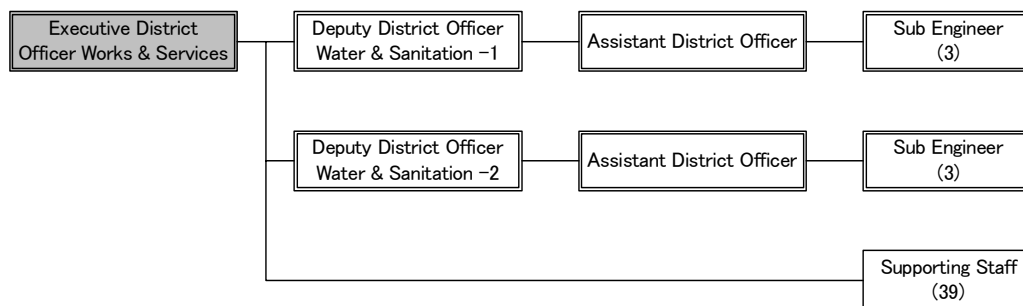 Executive District
Officer Works & Services
Deputy District Officer
Water & Sanitation -1
Assistant District Officer
Sub Engineer
(3)
Deputy District Officer
Water & Sanitation -2
Assistant District Officer
Sub Engineer
(3)
Supporting Staff
(39)